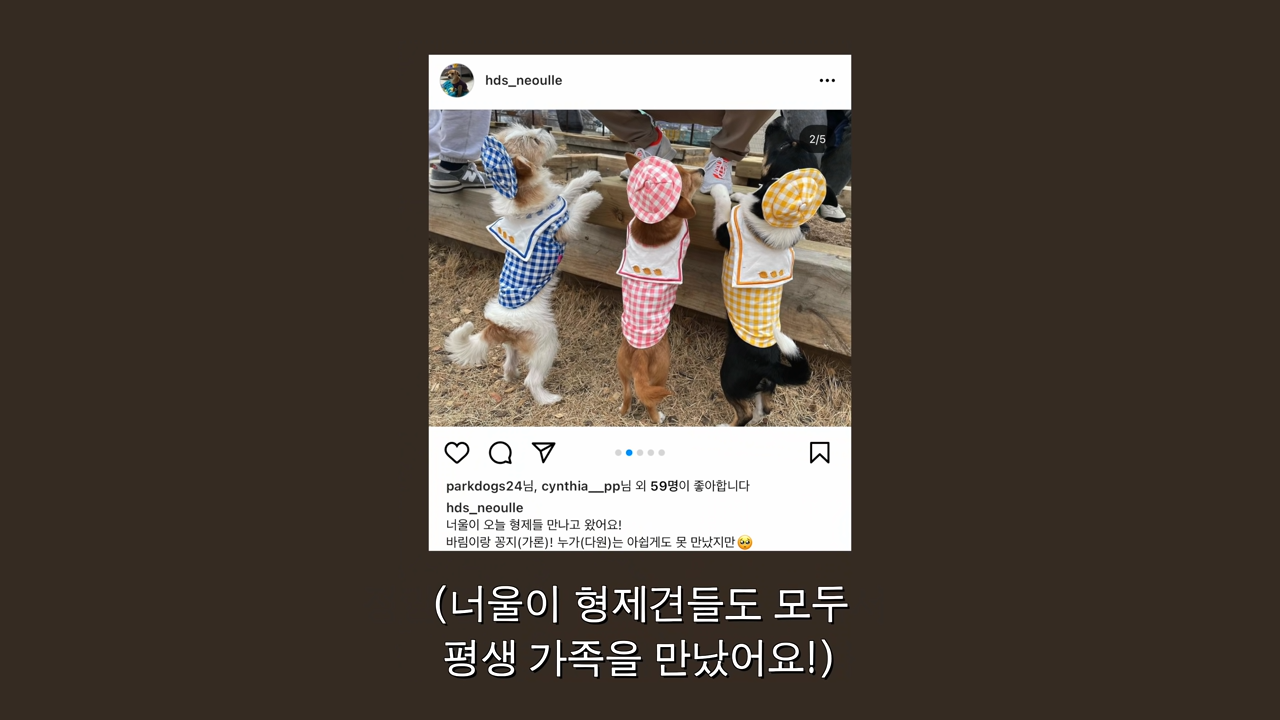 hds_neoulle
2/5
N
parkdogs24님, cynthia__pp님 외 59명이 좋아합니다
hds_neoulle
너울이 오늘 형제들 만나고 왔어요!
바림이랑 꽁지(가론)! 누가(다원)는 아쉽게도 못 만났지만🥺
(너울이 형제견들도 모두
평생 가족을 만났어요!)